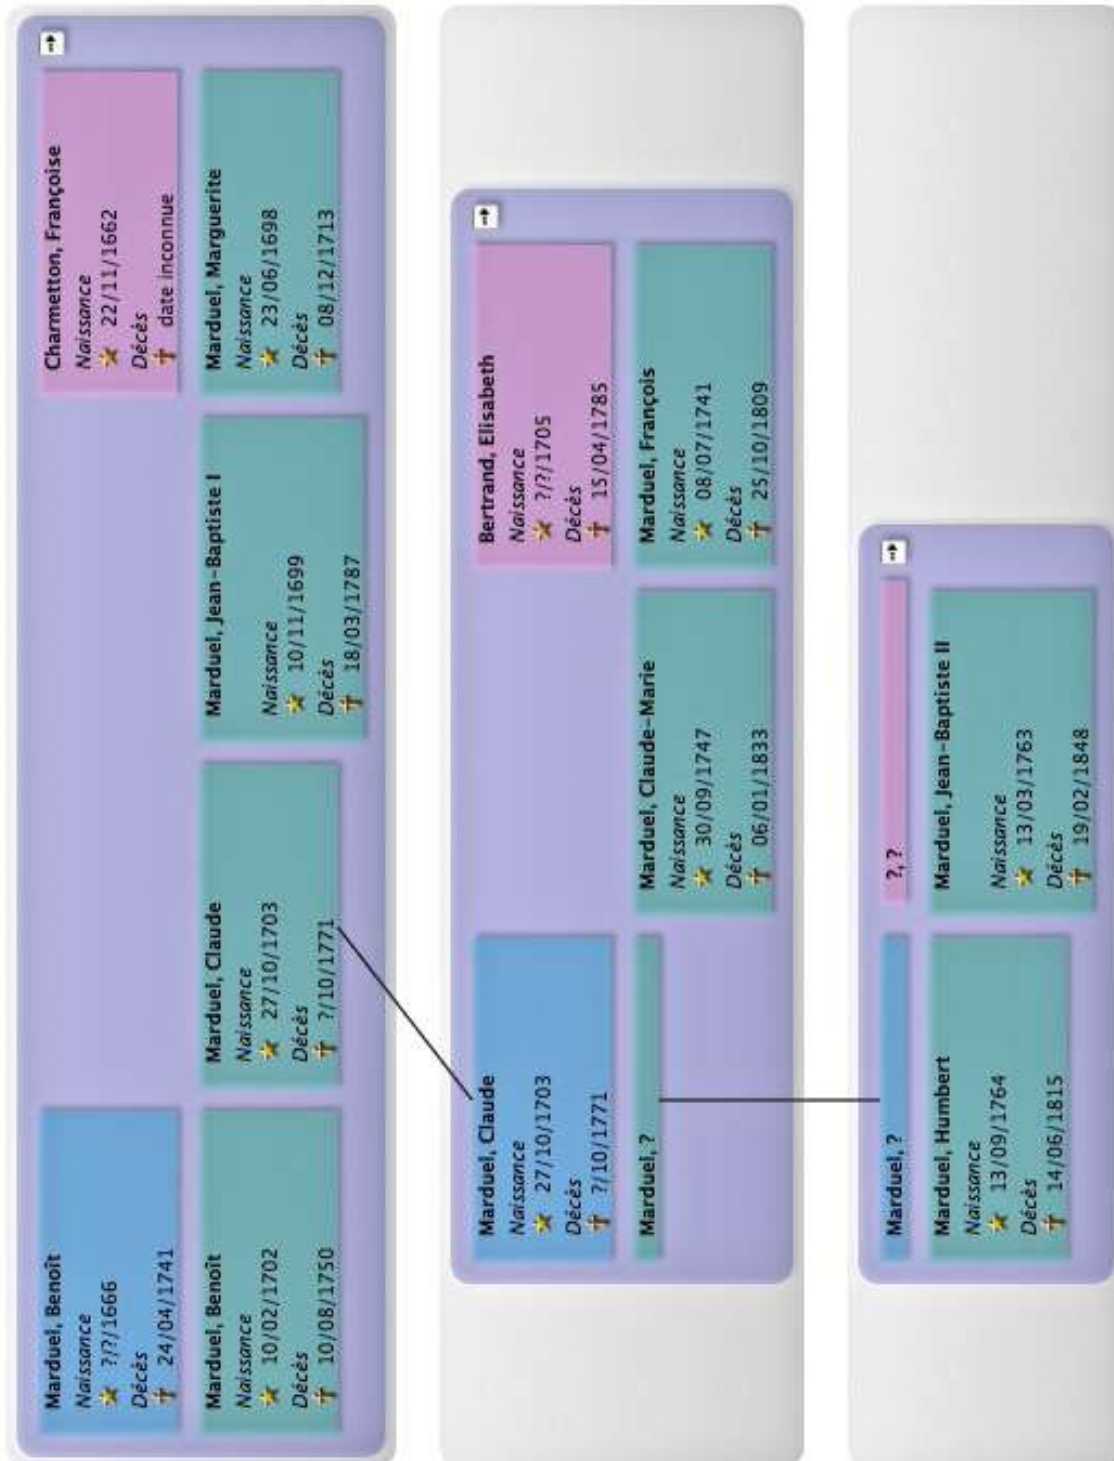 Marduel, Benoît
Naissance
?/?/1666
Décès
24/04/1741
Charmetton, Françoise
Naissance
22/11/1662
Décès
date inconnue
Marduel, Benoît
Naissance
10/02/1702
Décès
10/08/1750
Marduel, Claude
Naissance
27/10/1703
Décès
?/10/1771
Marduel, Jean-Baptiste I
Naissance
10/11/1699
Décès
18/03/1787
Marduel, Marguerite
Naissance
23/06/1698
Décès
08/12/1713
Marduel, Claude
Naissance
27/10/1703
Décès
?/10/1771
Bertrand, Elisabeth
Naissance
?/?/1705
Décès
15/04/1785
Marduel, ?
Marduel, Claude-Marie
Naissance
30/09/1747
Décès
06/01/1833
Marduel, François
Naissance
08/07/1741
Décès
25/10/1809
Marduel, ?
?, ?
Marduel, Humbert
Naissance
13/09/1764
Décès
14/06/1815
Marduel, Jean-Baptiste II
Naissance
13/03/1763
Décès
19/02/1848